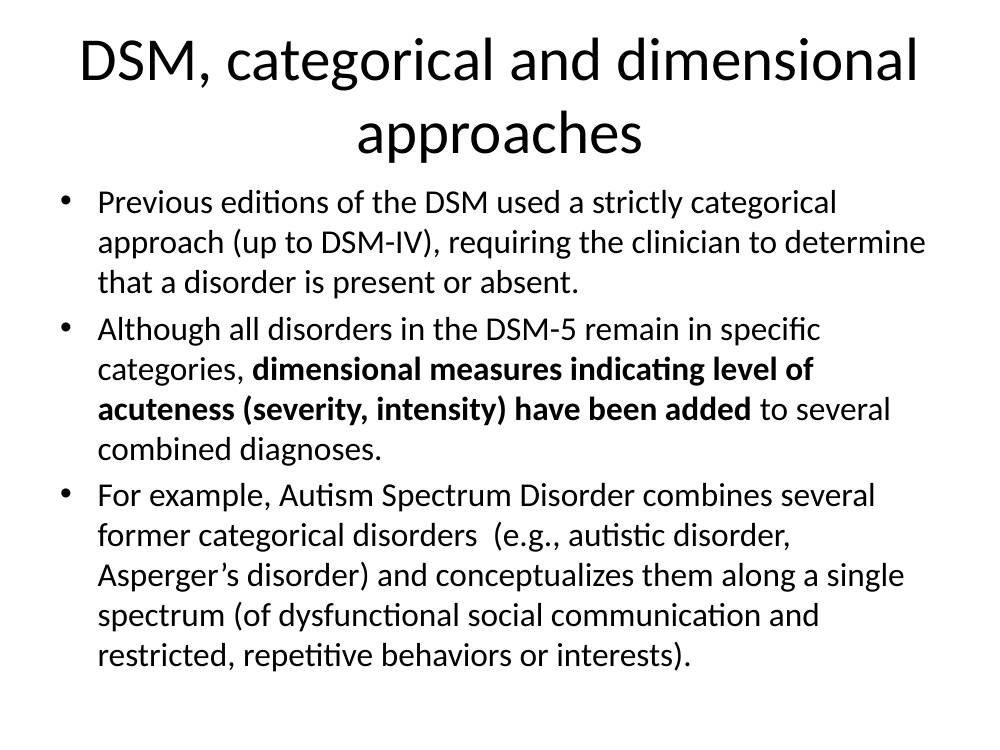 DSM, categorical and dimensional
approaches
• Previous editions of the DSM used a strictly categorical
approach (up to DSM-IV), requiring the clinician to determine
that a disorder is present or absent.
• Although all disorders in the DSM-5 remain in specific
categories, dimensional measures indicating level of
acuteness (severity, intensity) have been added to several
combined diagnoses.
• For example, Autism Spectrum Disorder combines several
former categorical disorders  (e.g., autistic disorder,
Asperger’s disorder) and conceptualizes them along a single
spectrum (of dysfunctional social communication and
restricted, repetitive behaviors or interests).